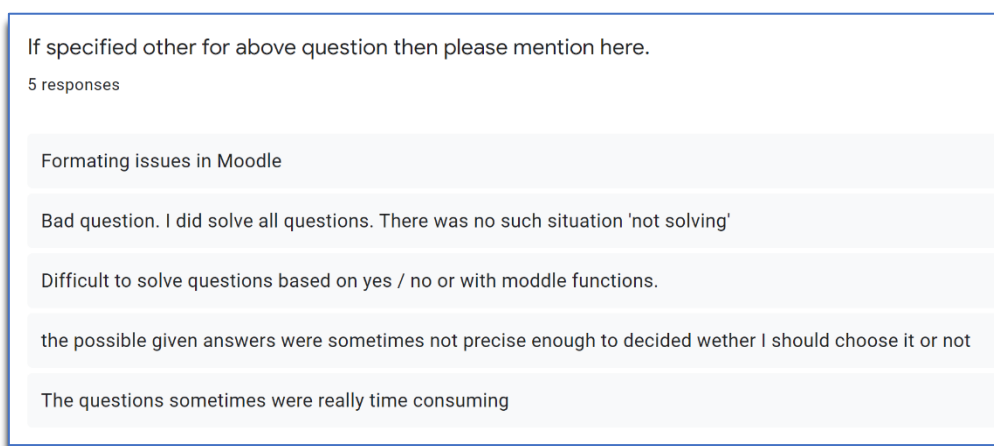 If specified other for above question then please mention here.
5 responses
Formating issues in Moodle
Bad question. I did solve all questions. There was no such situation 'not solving'
Difficult to solve questions based on yes / no or with moddle functions.
the possible given answers were sometimes not precise enough to decided wether I should choose it or not
The questions sometimes were really time consuming